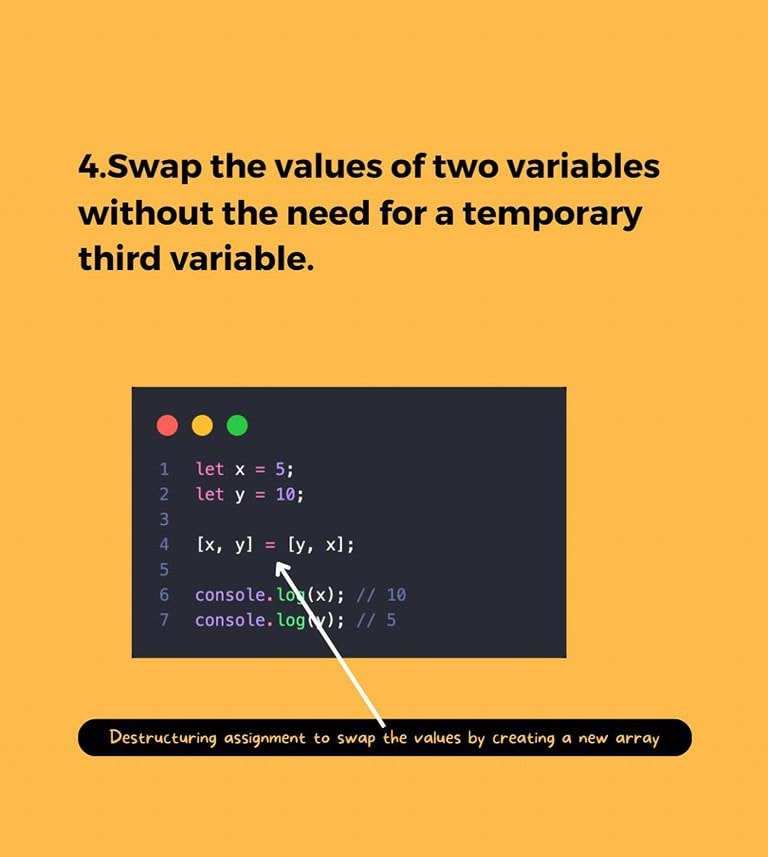 4.Swap the values of two variables
without the need for a temporary
third variable.
1 let x = 5;
2 let y = 10;
3
4 [x, y] = [y, x];
5
6 console.log(x); // 10
7 console.log(y); // 5
Destructuring assignment to swap the values by creating a new array